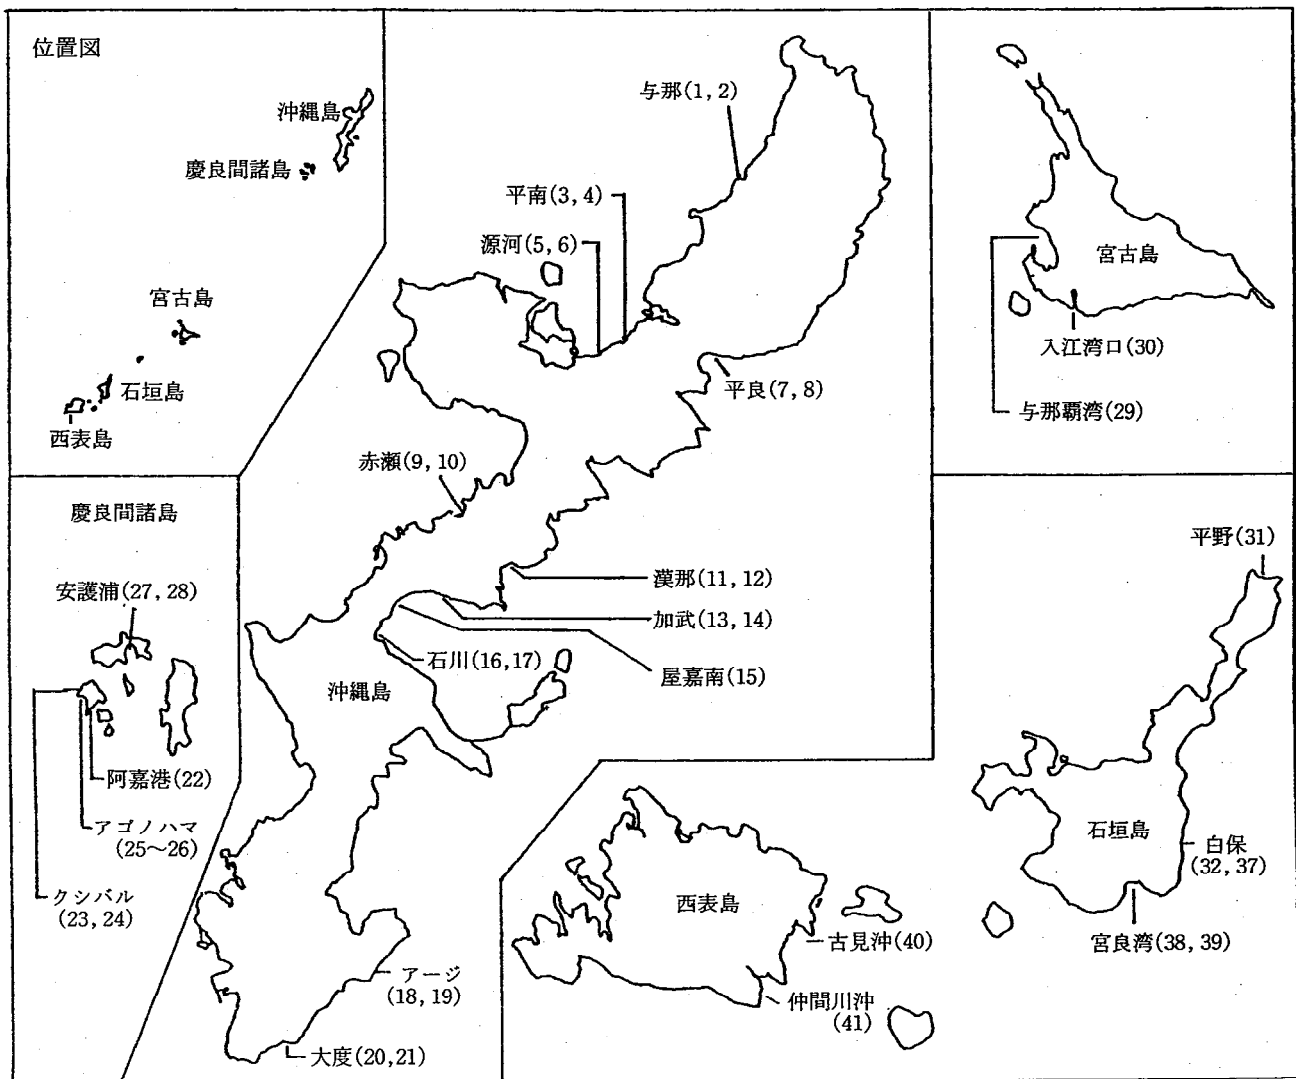 位置図
沖縄島
慶良間諸島
宮古島
石垣島
西表島
与那(1, 2)
平南(3, 4)
源河(5, 6)
平良(7, 8)
赤瀬(9, 10)
漢那(11, 12)
加武(13, 14)
屋嘉南(15)
石川(16, 17)
沖縄島
アージ
(18, 19)
大度(20,21)
宮古島
入江湾口(30)
与那覇湾(29)
慶良間諸島
安護浦(27, 28)
阿嘉港(22)
アゴノハマ
(25〜26)
クシバル
(23, 24)
平野(31)
石垣島
白保
(32, 37)
宮良湾(38, 39)
西表島
古見沖(40)
仲間川沖
(41)